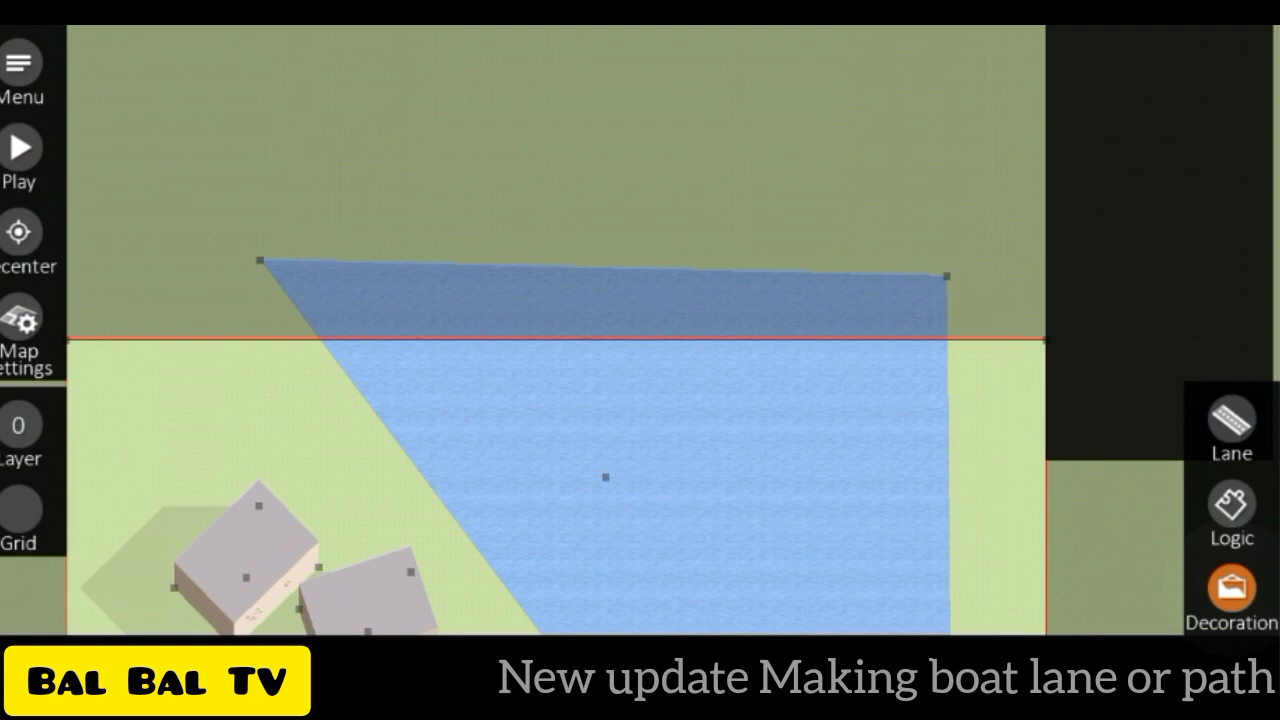 Menu
Play
ecenter
Map
ettings
0
Layer
Grid
Lane
Logic
Decoration
BAL BAL TV
New update Making boat lane or path